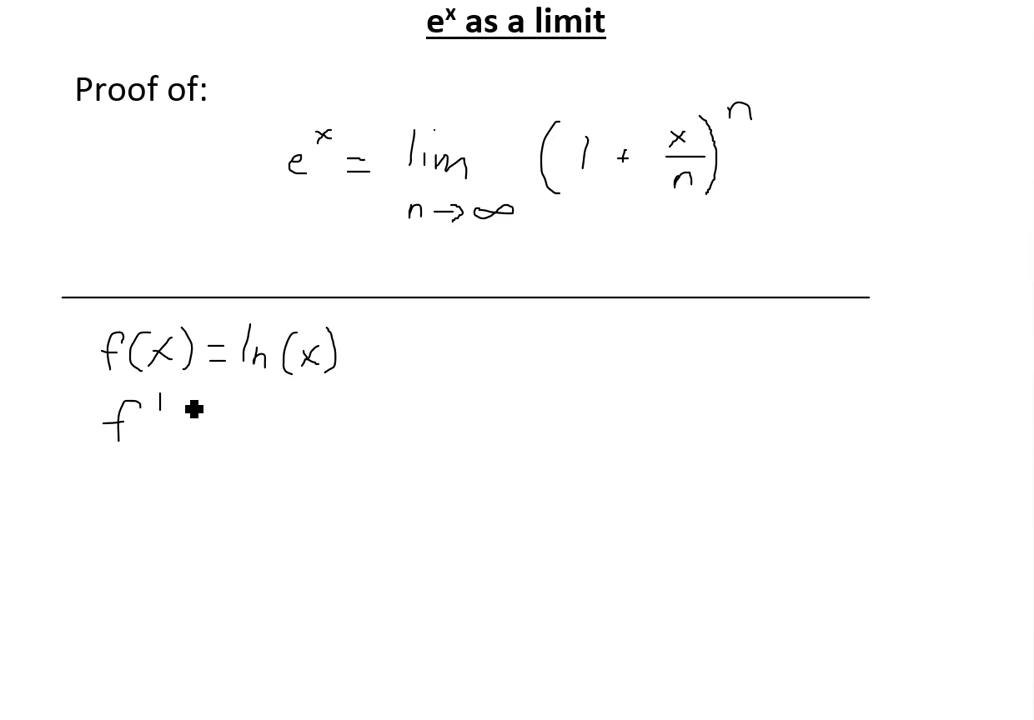 eˣ as a limit
Proof of:
eˣ = lim n→∞ (1 + x/n)ⁿ
f(x) = ln(x)
f'